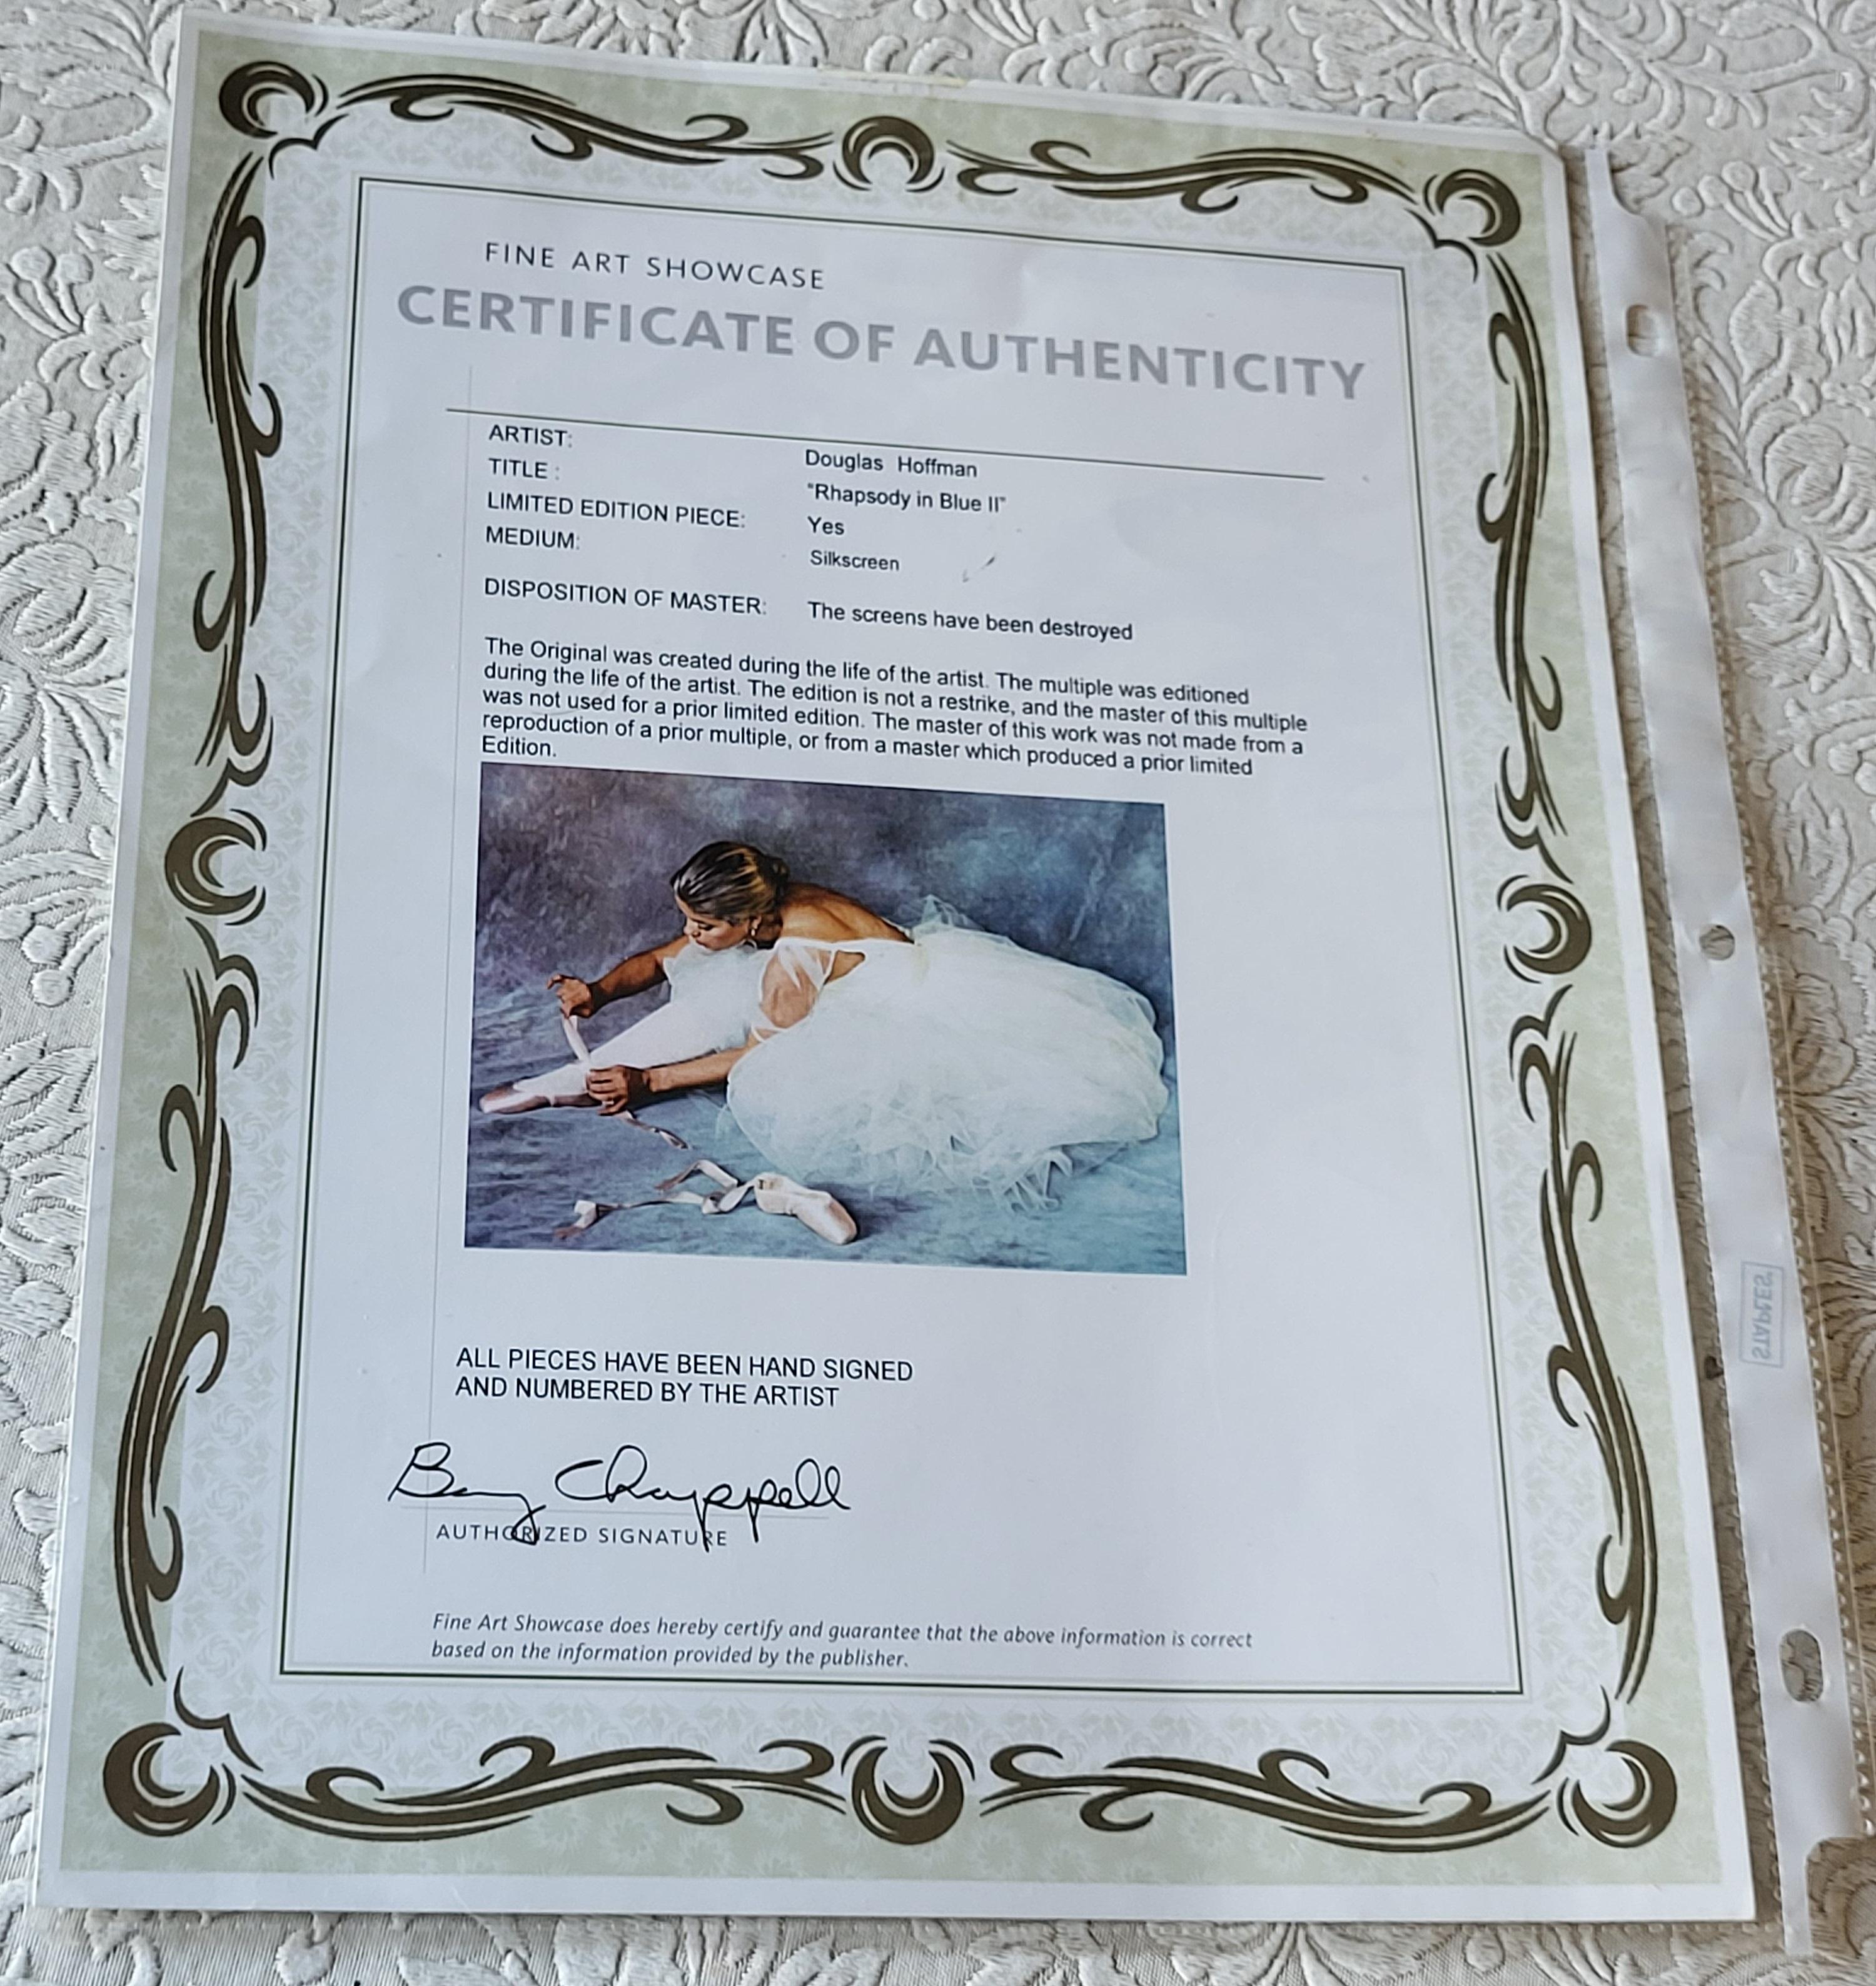 FINE ART SHOWCASE
CERTIFICATE OF AUTHENTICITY
ARTIST: Douglas Hoffman
TITLE : "Rhapsody in Blue II"
LIMITED EDITION PIECE: Yes
MEDIUM: Silkscreen
DISPOSITION OF MASTER: The screens have been destroyed
The Original was created during the life of the artist. The multiple was editioned
during the life of the artist. The edition is not a restrike, and the master of this multiple
was not used for a prior limited edition. The master of this work was not made from a
reproduction of a prior multiple, or from a master which produced a prior limited
Edition.
ALL PIECES HAVE BEEN HAND SIGNED
AND NUMBERED BY THE ARTIST
Chappell
AUTHORIZED SIGNATURE
Fine Art Showcase does hereby certify and guarantee that the above information is correct
based on the information provided by the publisher.
STAPLES